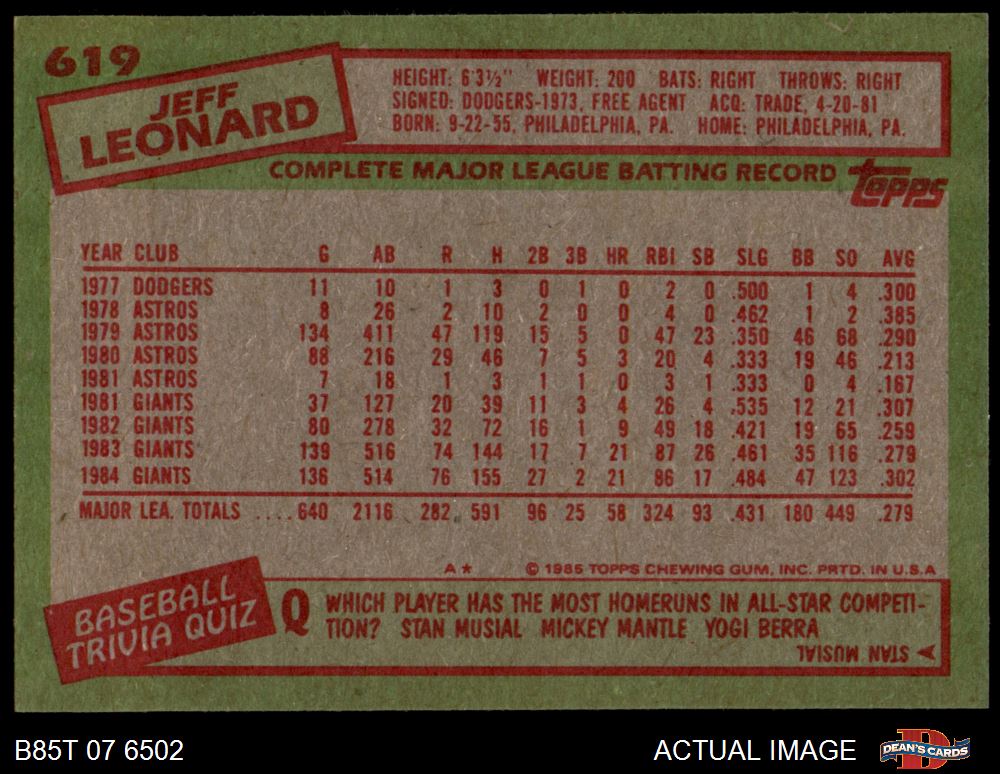 619
JEFF
LEONARD
HEIGHT: 6'3½" WEIGHT: 200 BATS: RIGHT THROWS: RIGHT
SIGNED: DODGERS-1973, FREE AGENT ACQ: TRADE, 4-20-81
BORN: 9-22-55, PHILADELPHIA, PA. HOME: PHILADELPHIA, PA.
COMPLETE MAJOR LEAGUE BATTING RECORD
topps
YEAR CLUB G AB R H 2B 3B HR RBI SB SLG BB SO AVG
1977 DODGERS 11 10 1 3 0 1 0 2 0 .500 1 4 .300
1978 ASTROS 8 26 2 10 2 0 0 4 0 .462 1 2 .385
1979 ASTROS 134 411 47 119 15 5 0 47 23 .350 46 68 .290
1980 ASTROS 88 216 29 46 7 5 3 20 4 .333 19 46 .213
1981 ASTROS 7 18 1 3 1 1 0 3 1 .333 0 4 .167
1981 GIANTS 37 127 20 39 11 3 4 26 4 .535 12 21 .307
1982 GIANTS 80 278 32 72 16 1 9 49 18 .421 19 65 .259
1983 GIANTS 139 516 74 144 17 7 21 87 26 .461 35 116 .279
1984 GIANTS 136 514 76 155 27 2 21 86 17 .484 47 123 .302
MAJOR LEA. TOTALS ....640 2116 282 591 96 25 58 324 93 .431 180 449 .279
A* © 1985 TOPPS CHEWING GUM, INC. PRTD. IN U.S.A
BASEBALL
TRIVIA QUIZ
Q WHICH PLAYER HAS THE MOST HOMERUNS IN ALL-STAR COMPETI-
TION? STAN MUSIAL MICKEY MANTLE YOGI BERRA
A STAN MUSIAL
B85T 07 6502
ACTUAL IMAGE
DEAN'S CARDS